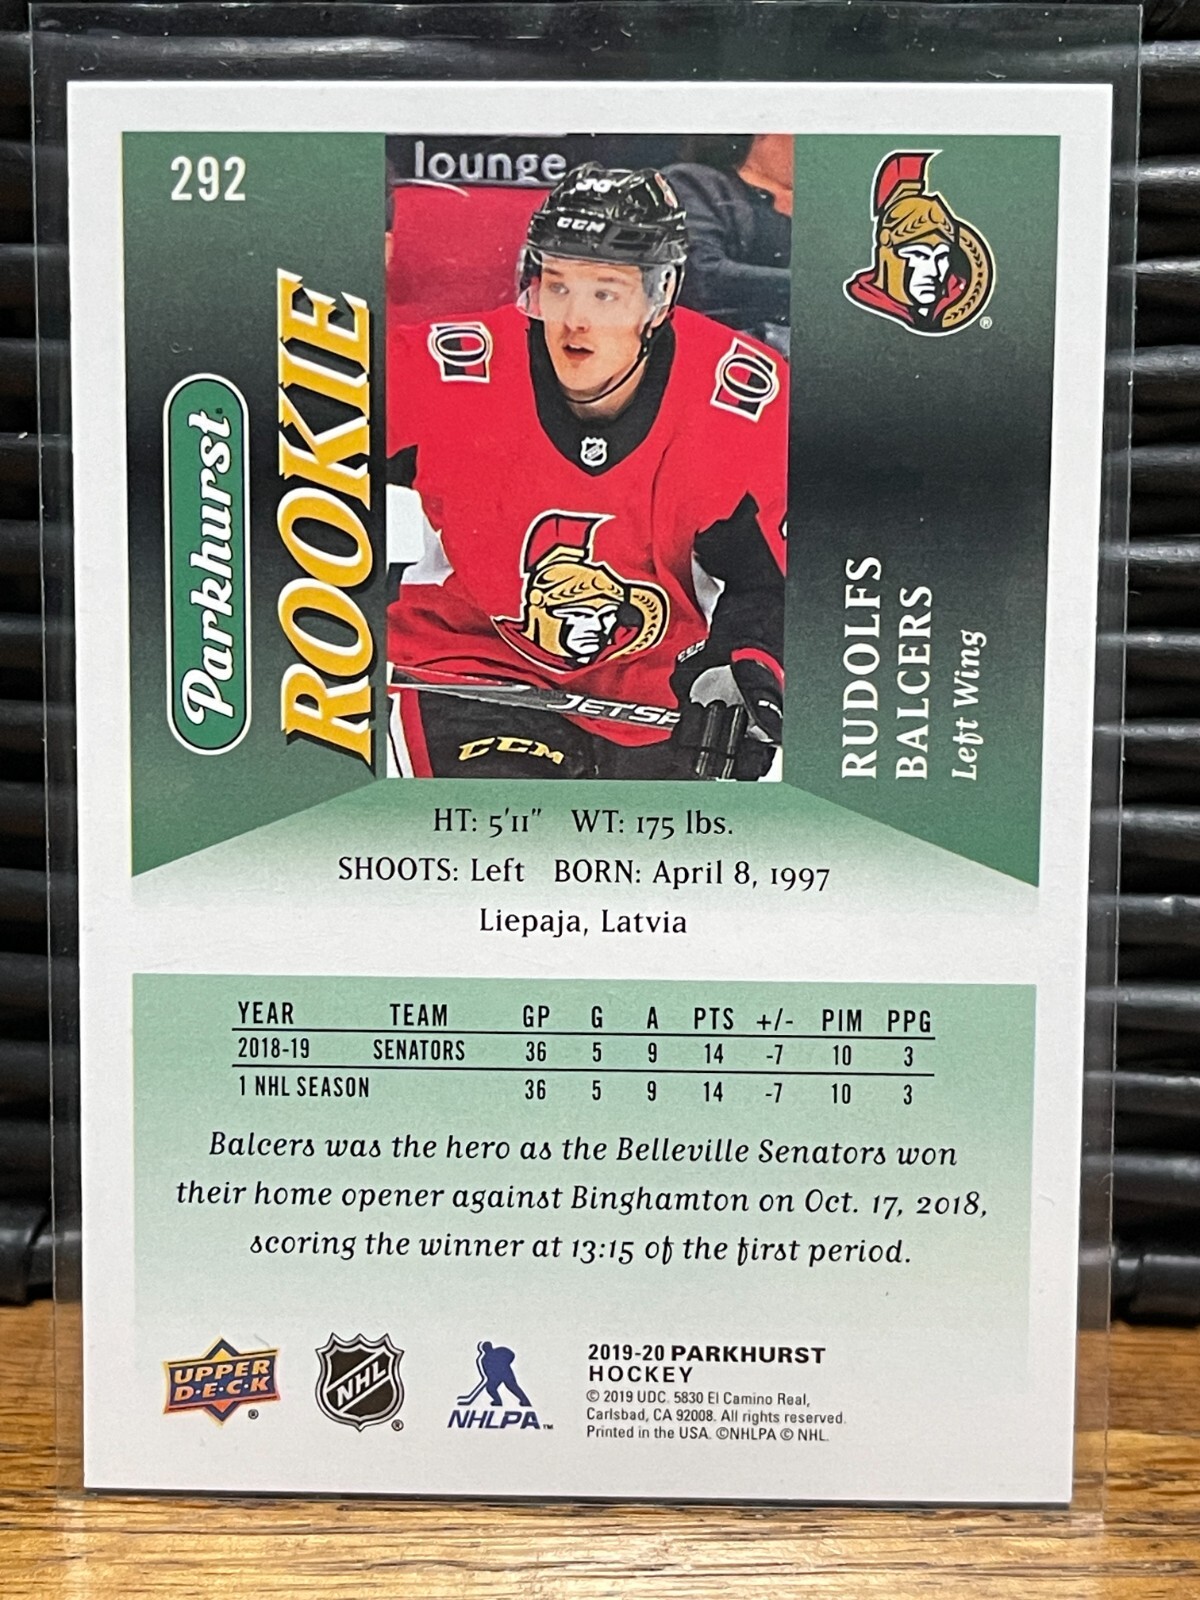 292
lounge
Parkhurst
ROOKIE
CCM
CCM
JETSP
RUDOLFS
BALCERS
Left Wing
HT: 5'11" WT: 175 lbs.
SHOOTS: Left BORN: April 8, 1997
Liepaja, Latvia
YEAR TEAM GP G A PTS +/- PIM PPG
2018-19 SENATORS 36 5 9 14 -7 10 3
1 NHL SEASON 36 5 9 14 -7 10 3
Balcers was the hero as the Belleville Senators won
their home opener against Binghamton on Oct. 17, 2018,
scoring the winner at 13:15 of the first period.
UPPER
D·E·C·K
NHL
NHLPA™
2019-20 PARKHURST
HOCKEY
© 2019 UDC. 5830 El Camino Real,
Carlsbad, CA 92008. All rights reserved.
Printed in the USA. ©NHLPA © NHL.